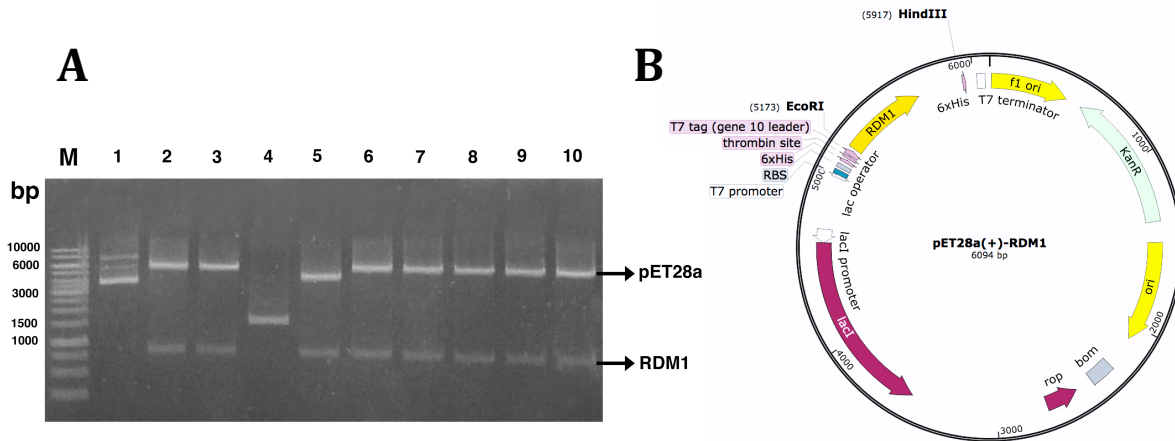 A
M 1 2 3 4 5 6 7 8 9 10
bp
10000
6000
3000
1500
1000
pET28a
RDM1
B
(5917) HindIII
6000
6xHis
T7 terminator
f1 ori
(5173) EcoRI
RDM1
T7 tag (gene 10 leader)
thrombin site
6xHis
RBS
T7 promoter
5000
lac operator
1000
KanR
lacI promoter
lacI
pET28a(+)-RDM1
6094 bp
ori
2000
4000
bom
rop
3000